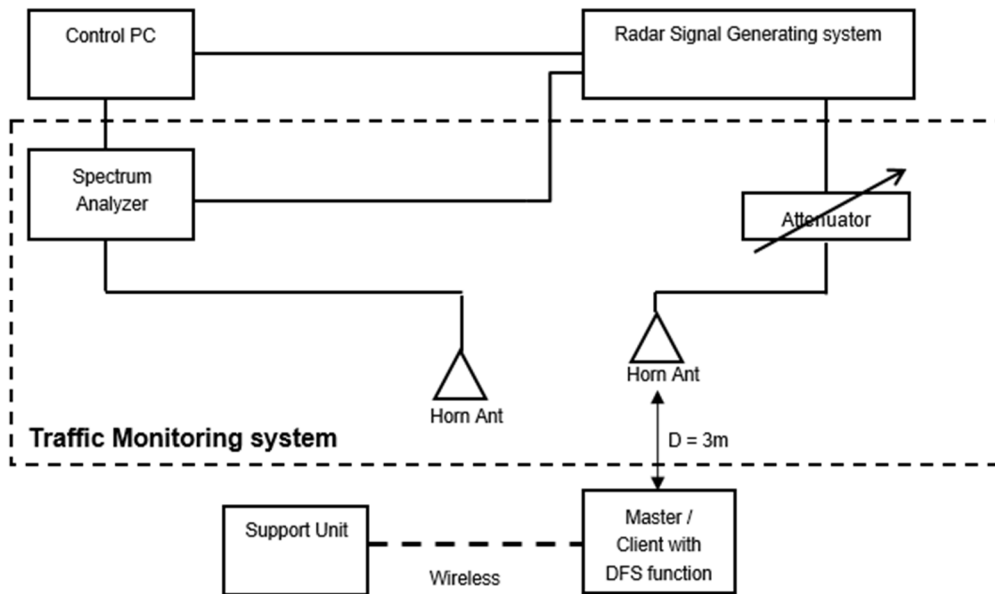 Control PC
Radar Signal Generating system
Spectrum
Analyzer
Attenuator
Horn Ant
Horn Ant
Traffic Monitoring system
D = 3m
Support Unit
Wireless
Master /
Client with
DFS function